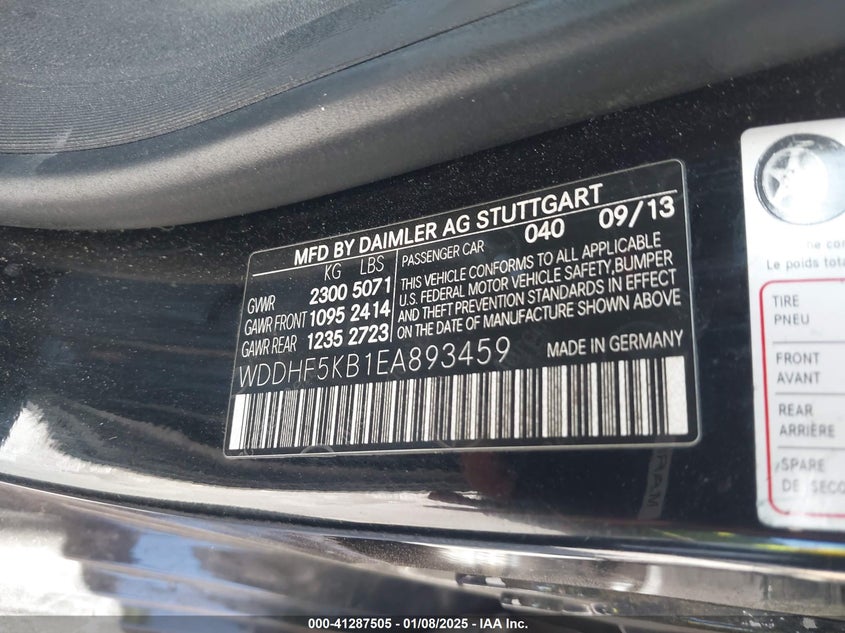 MFD BY DAIMLER AG STUTTGART
KG LBS
GVWR 2300 5071
GAWR FRONT 1095 2414
GAWR REAR 1235 2723
PASSENGER CAR 040 09/13
THIS VEHICLE CONFORMS TO ALL APPLICABLE
U.S. FEDERAL MOTOR VEHICLE SAFETY, BUMPER
AND THEFT PREVENTION STANDARDS IN EFFECT
ON THE DATE OF MANUFACTURE SHOWN ABOVE
WDDHF5KB1EA893459 MADE IN GERMANY
Le poids tota
TIRE
PNEU
FRONT
AVANT
REAR
ARRIÈRE
SPARE
DE SECO
000-41287505 — 01/08/2025 — IAA Inc.